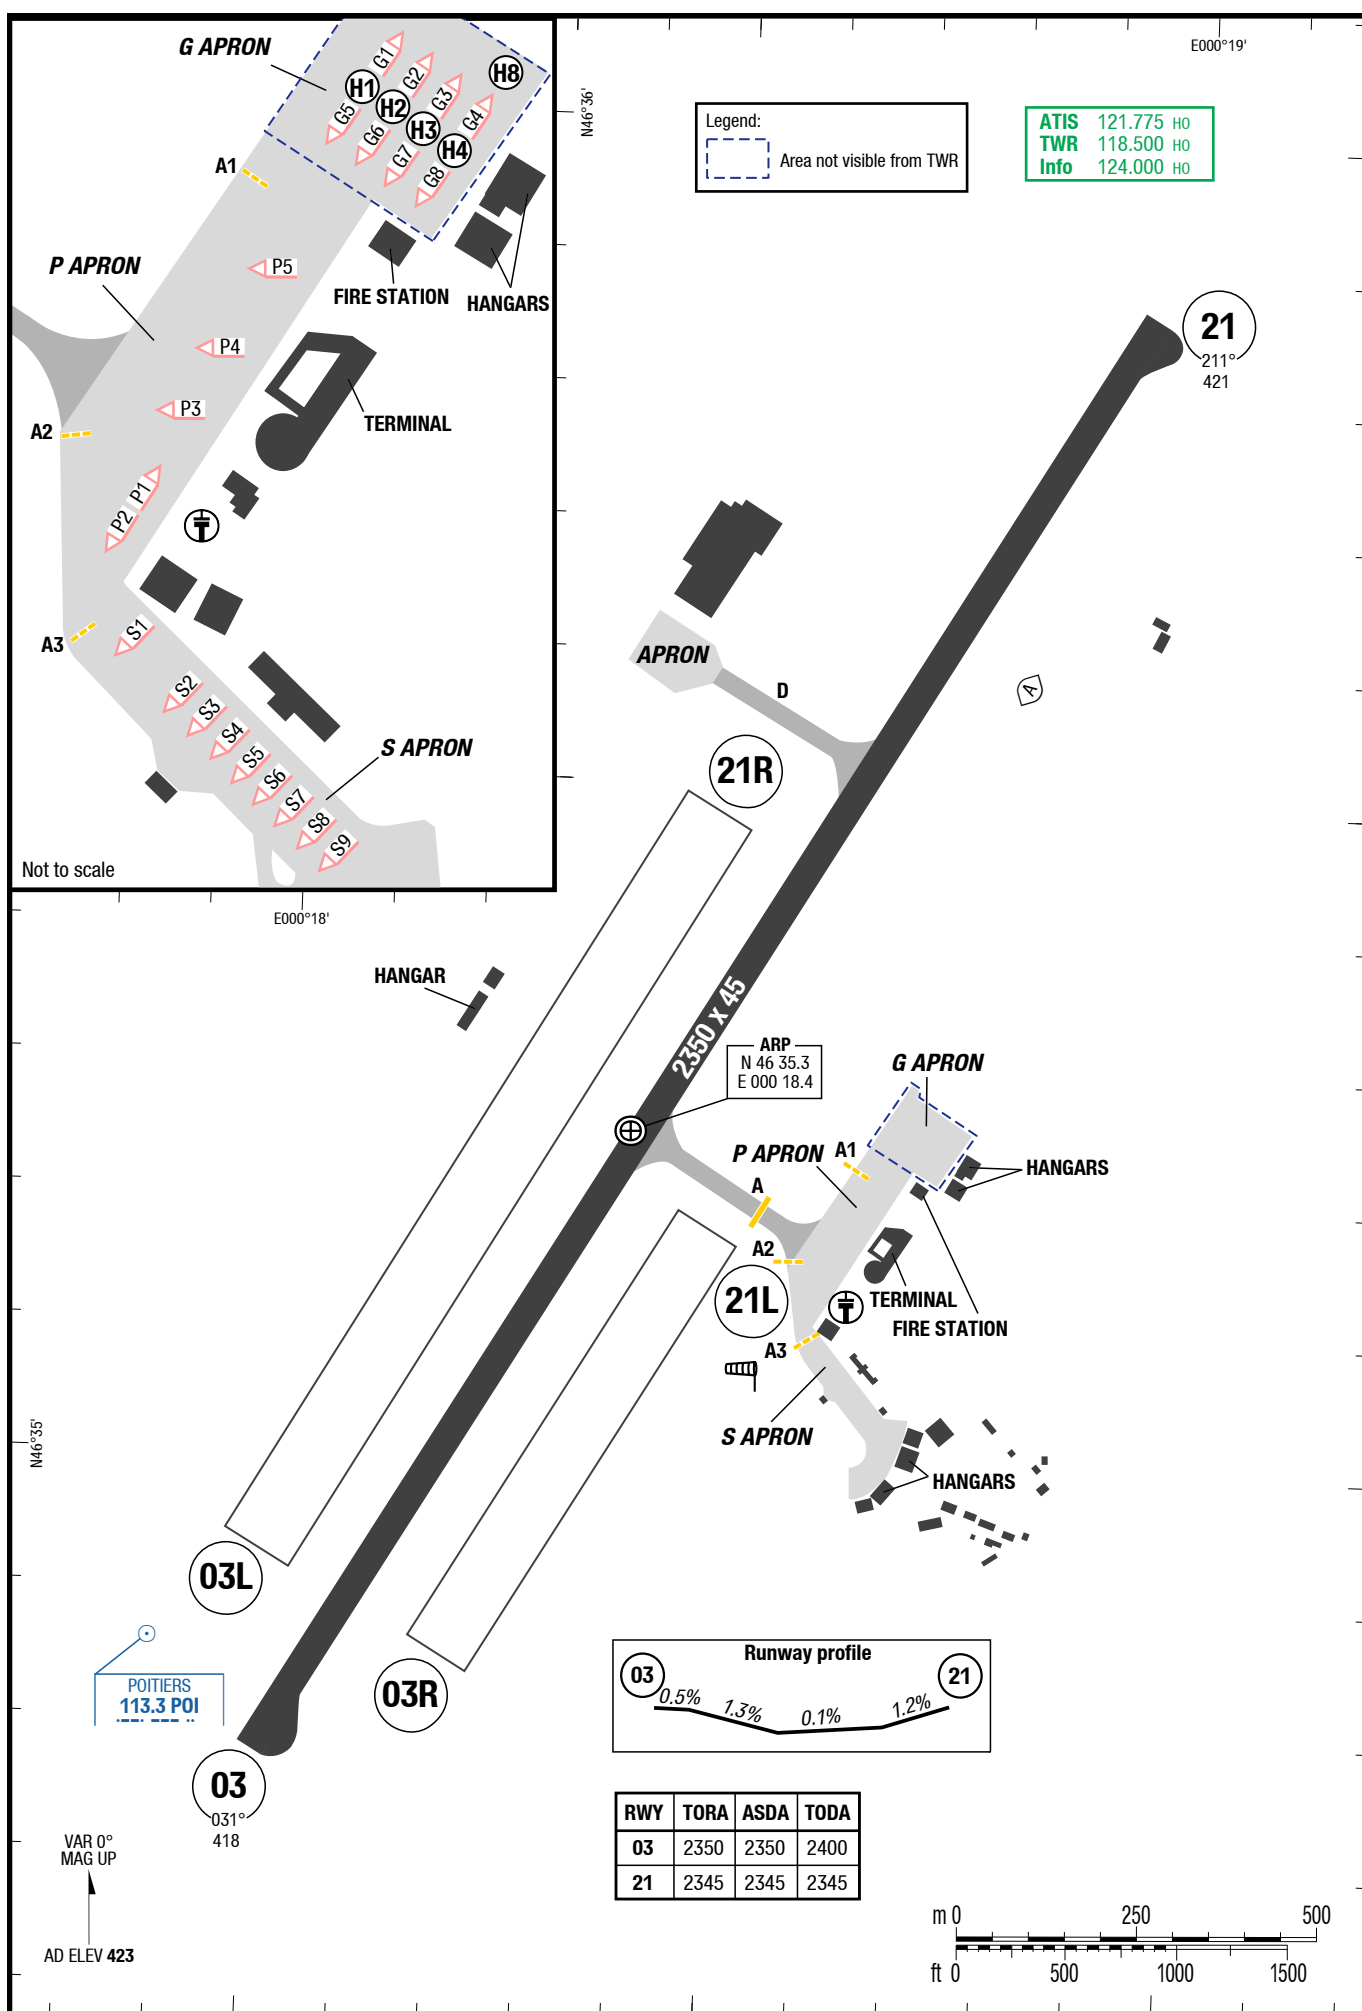 G APRON
G1
G2
G3
G4
H1
H2
H3
H4
H8
G5
G6
G7
G8
A1
P APRON
P5
FIRE STATION
HANGARS
P4
P3
TERMINAL
A2
P1
P2
A3
S1
S2
S3
S4
S5
S6
S7
S8
S9
S APRON
Not to scale
E000°19'
N46°36'
Legend:
Area not visible from TWR
ATIS 121.775 HO
TWR 118.500 HO
Info 124.000 HO
21
211°
421
APRON
D
A
21R
E000°18'
HANGAR
2350 x 45
ARP
N 46 35.3
E 000 18.4
G APRON
P APRON
A1
HANGARS
A
A2
21L
TERMINAL
FIRE STATION
A3
S APRON
HANGARS
N46°35'
03L
03R
POITIERS
113.3 POI
03
031°
418
Runway profile
03
21
0.5%
1.3%
0.1%
1.2%
RWY TORA ASDA TODA
03 2350 2350 2400
21 2345 2345 2345
VAR 0°
MAG UP
AD ELEV 423
m 0 250 500
ft 0 500 1000 1500